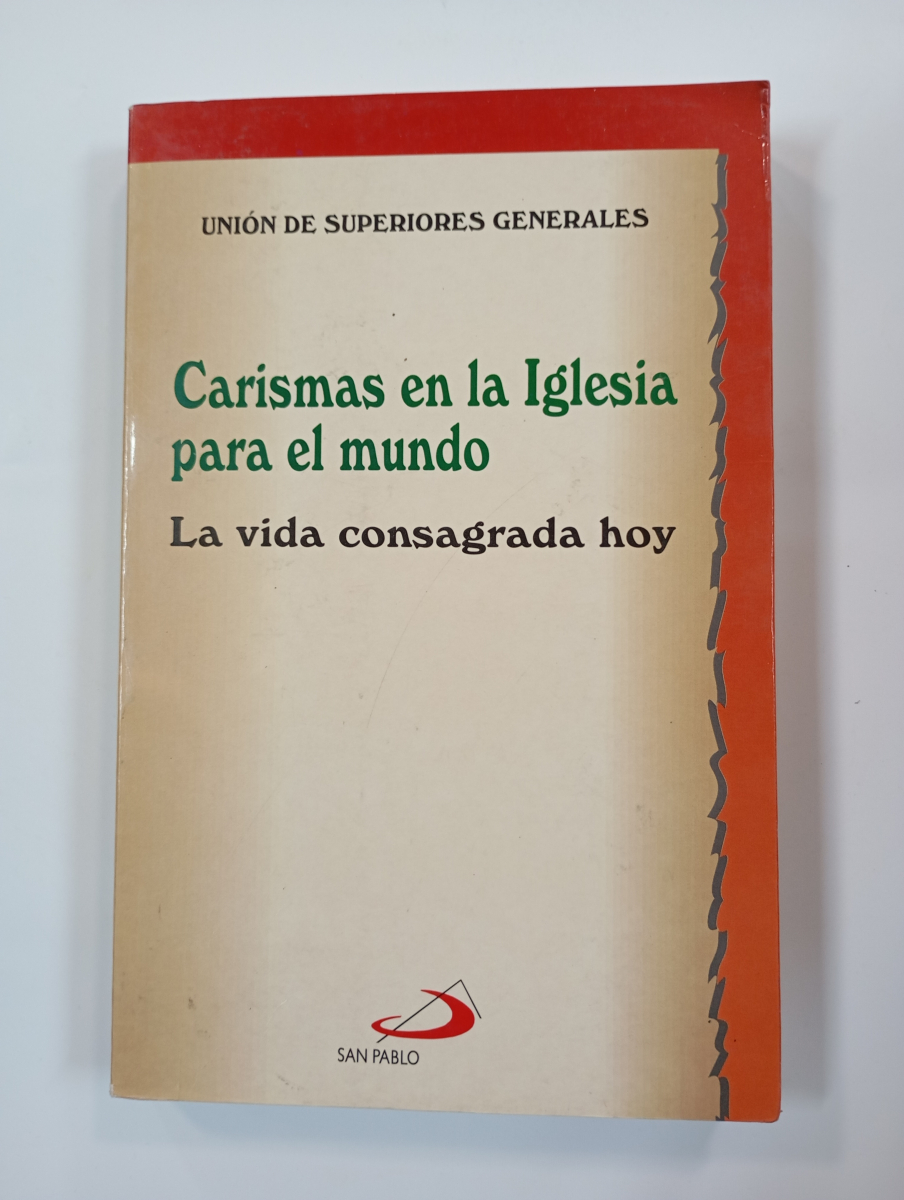 UNIÓN DE SUPERIORES GENERALES
Carismas en la Iglesia
para el mundo
La vida consagrada hoy
SAN PABLO